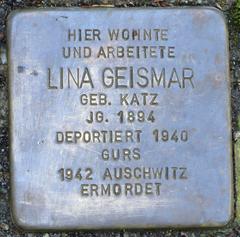 HIER WOHNTE
UND ARBEITETE
LINA GEISMAR
GEB. KATZ
JG. 1894
DEPORTIERT 1940
GURS
1942 AUSCHWITZ
ERMORDET